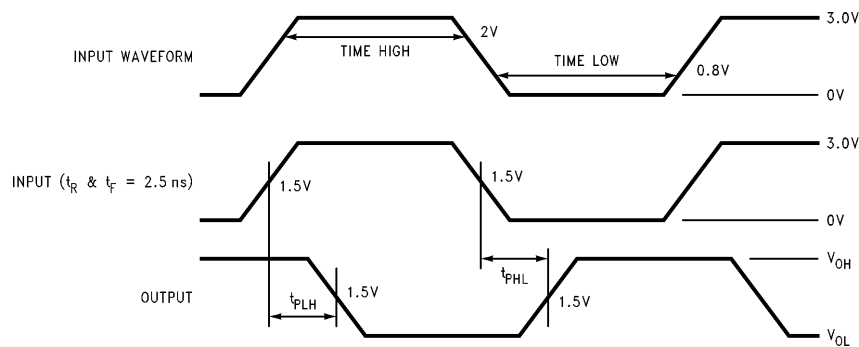 3.0V
2V
INPUT WAVEFORM
TIME HIGH
TIME LOW
0.8V
0V
3.0V
INPUT (tR & tF = 2.5 ns)
1.5V
1.5V
0V
VOH
tPHL
OUTPUT
tPLH
1.5V
1.5V
VOL